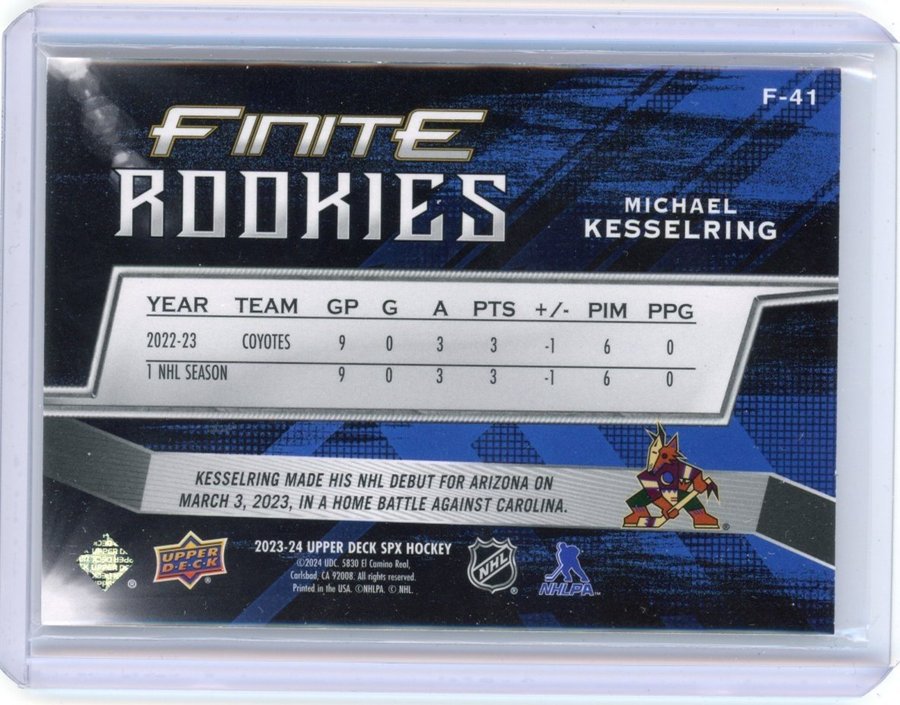 F-41
FINITE
ROOKIES
MICHAEL
KESSELRING
YEAR TEAM GP G A PTS +/- PIM PPG
2022-23 COYOTES 9 0 3 3 -1 6 0
1 NHL SEASON 9 0 3 3 -1 6 0
KESSELRING MADE HIS NHL DEBUT FOR ARIZONA ON
MARCH 3, 2023, IN A HOME BATTLE AGAINST CAROLINA.
UPPER
DECK
®
2023-24 UPPER DECK SPX HOCKEY
©2024 UDC. 5830 El Camino Real,
Carlsbad, CA 92008. All rights reserved.
Printed in the USA. ©NHLPA. © NHL.
NHL
®
NHLPA